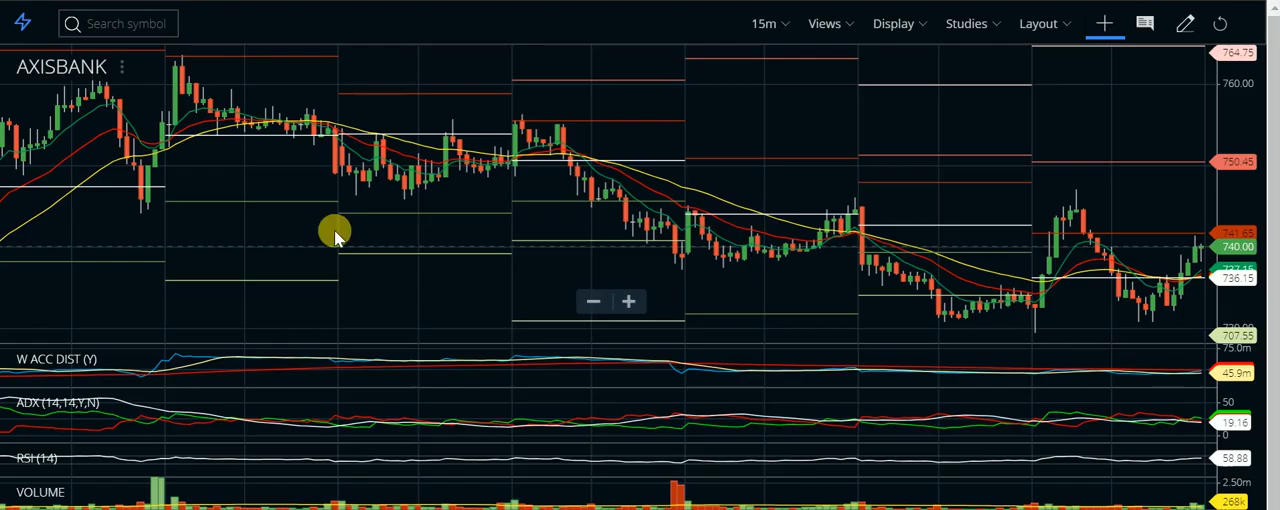 Search symbol 15m Views Display Studies Layout
AXISBANK
764.75
760.00
750.45
741.65
740.00
736.15
707.55
W ACC DIST (Y)
75.0m
45.9m
ADX (14,14,Y,N)
50
19.16
0
RSI (14)
58.88
VOLUME
2.50m
268k